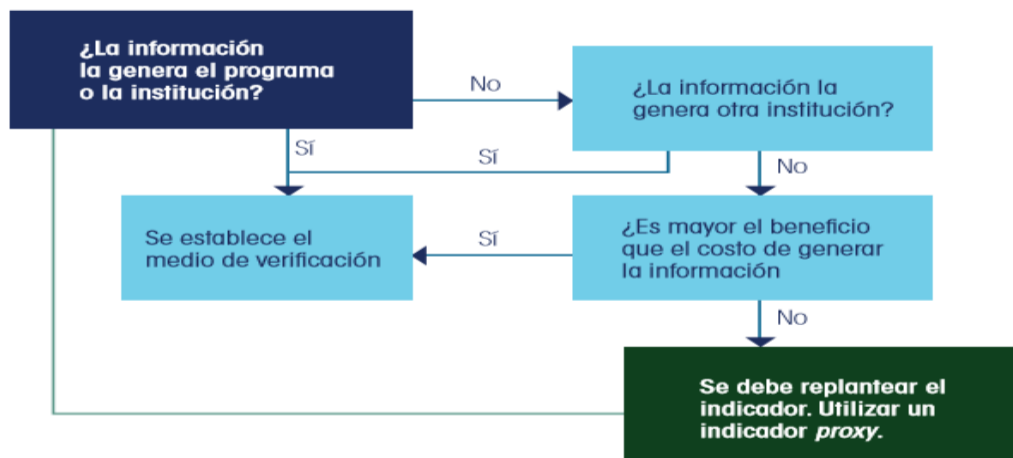 ¿La información
la genera el programa
o la institución?
No
¿La información la
genera otra institución?
Sí
Sí
No
Se establece el
medio de verificación
Sí
¿Es mayor el beneficio
que el costo de generar
la información
No
Se debe replantear el
indicador. Utilizar un
indicador proxy.